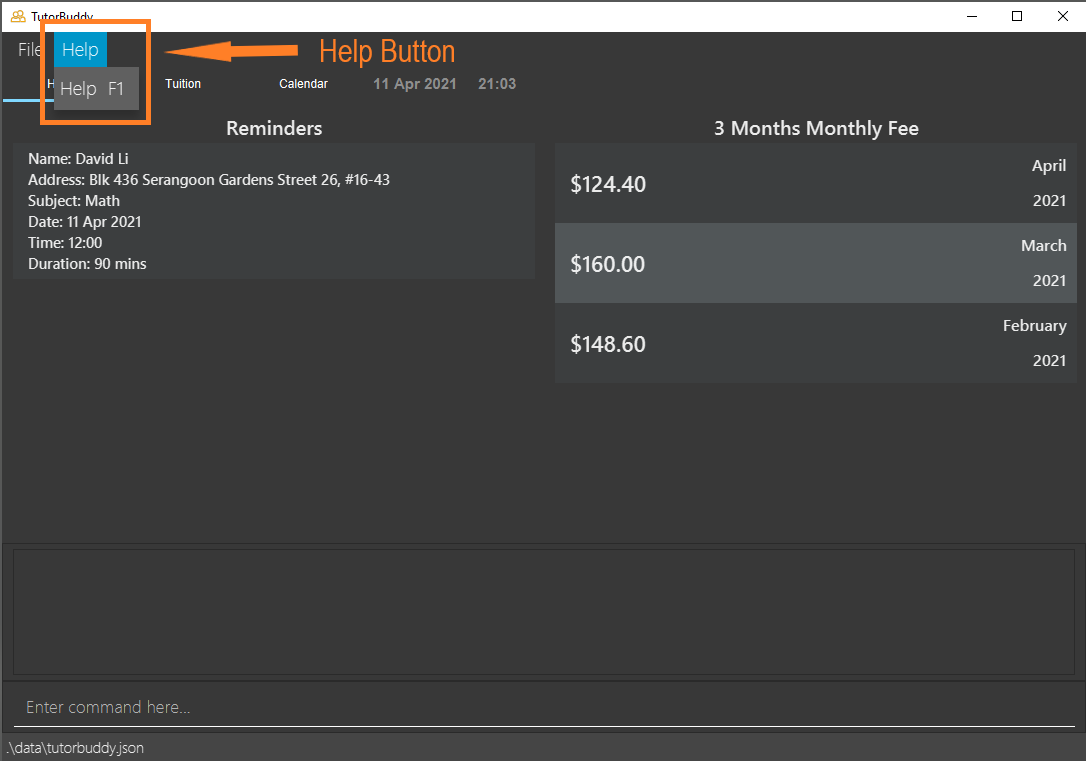 TutorBuddy
File Help
Help F1
Help Button
Tuition Calendar 11 Apr 2021 21:03
Reminders
Name: David Li
Address: Blk 436 Serangoon Gardens Street 26, #16-43
Subject: Math
Date: 11 Apr 2021
Time: 12:00
Duration: 90 mins
3 Months Monthly Fee
$124.40
April
2021
$160.00
March
2021
$148.60
February
2021
Enter command here...
.\data\tutorbuddy.json